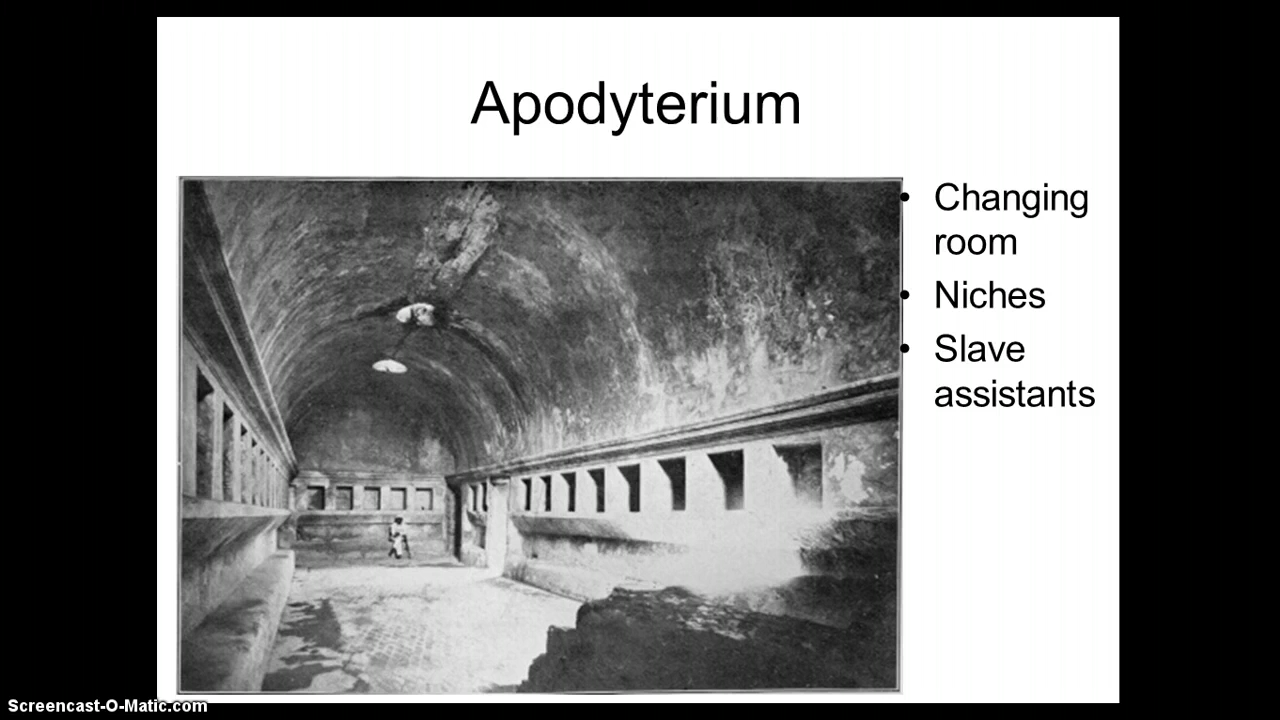 Apodyterium
• Changing
room
• Niches
• Slave
assistants
Screencast-O-Matic.com